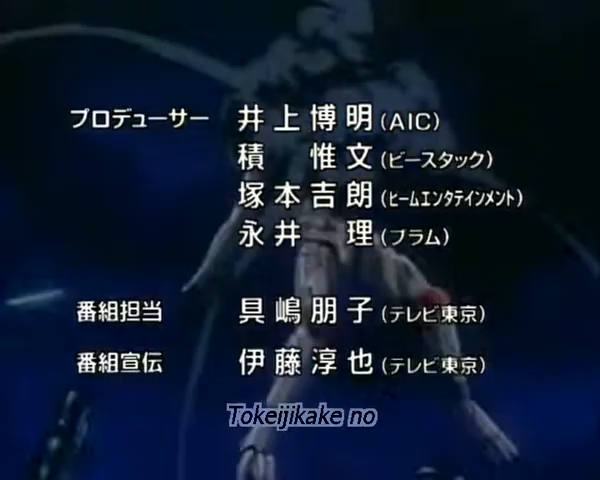 プロデューサー 井上博明(AIC)
積 惟文(ビースタック)
塚本吉朗(ビームエンタテインメント)
永井 理(プラム)
番組担当 具嶋朋子(テレビ東京)
番組宣伝 伊藤淳也(テレビ東京)
Tokeijikake no